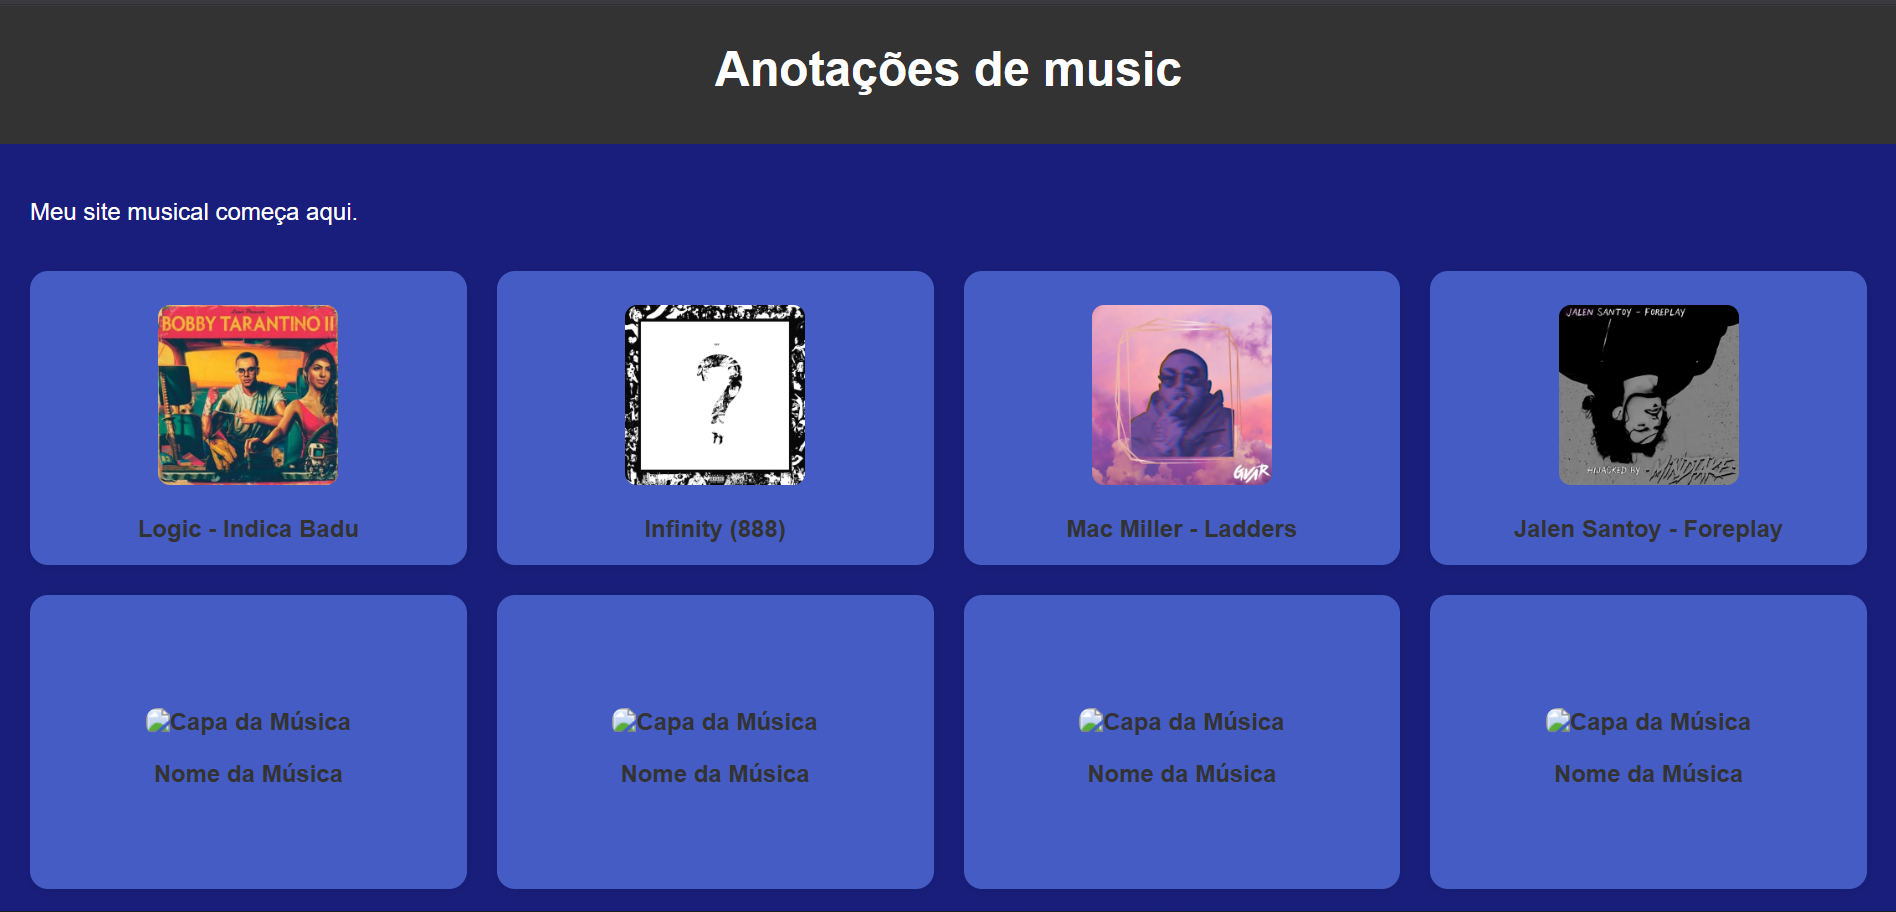 Anotações de music
Meu site musical começa aqui.
BOBBY TARANTINO II
GVAR
JALEN SANTOY - FOREPLAY
HIJACKED BY - MINDTAKE
Logic - Indica Badu
Infinity (888)
Mac Miller - Ladders
Jalen Santoy - Foreplay
Capa da Música
Capa da Música
Capa da Música
Capa da Música
Nome da Música
Nome da Música
Nome da Música
Nome da Música